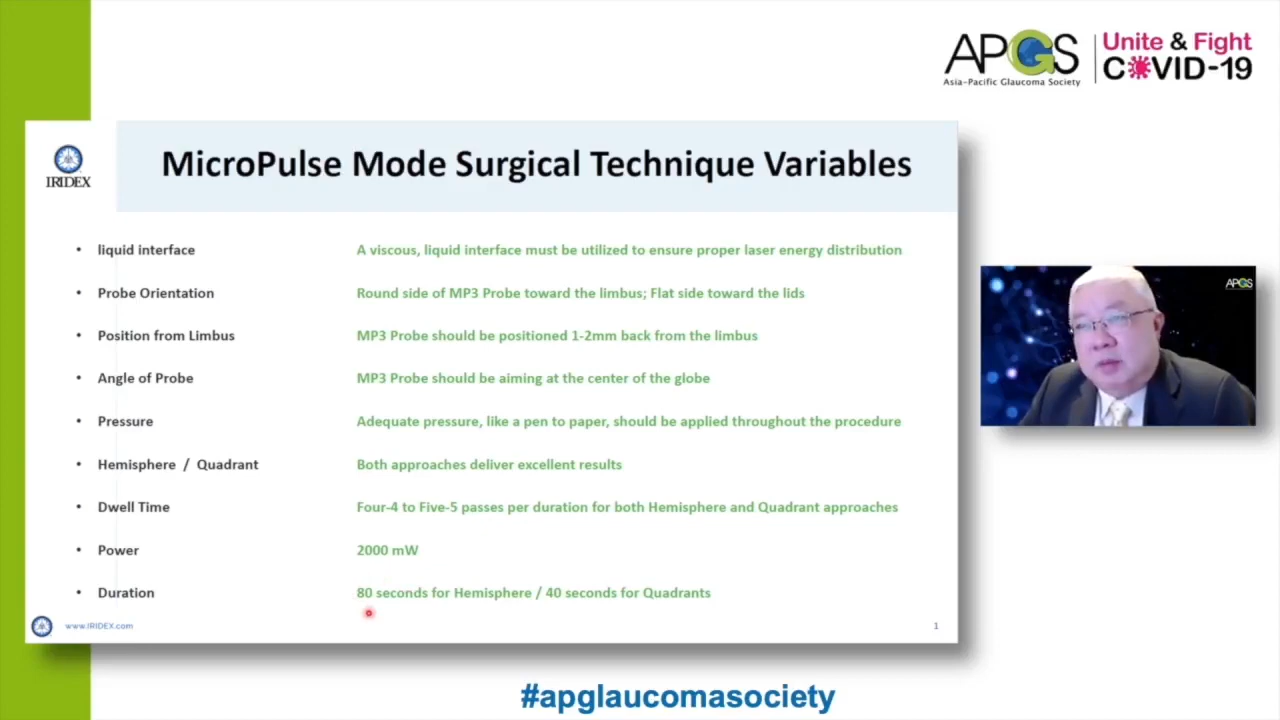 APGS
Asia-Pacific Glaucoma Society
Unite & Fight
COVID-19
IRIDEX
MicroPulse Mode Surgical Technique Variables
• liquid interface A viscous, liquid interface must be utilized to ensure proper laser energy distribution
• Probe Orientation Round side of MP3 Probe toward the limbus; Flat side toward the lids
• Position from Limbus MP3 Probe should be positioned 1-2mm back from the limbus
• Angle of Probe MP3 Probe should be aiming at the center of the globe
• Pressure Adequate pressure, like a pen to paper, should be applied throughout the procedure
• Hemisphere / Quadrant Both approaches deliver excellent results
• Dwell Time Four-4 to Five-5 passes per duration for both Hemisphere and Quadrant approaches
• Power 2000 mW
• Duration 80 seconds for Hemisphere / 40 seconds for Quadrants
www.IRIDEX.com
1
APGS
#apglaucomasociety